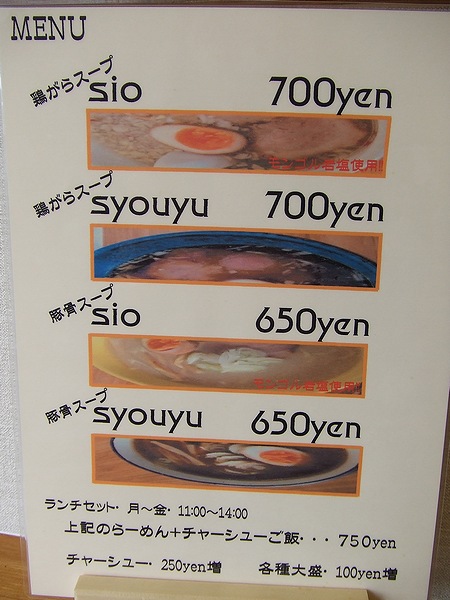 MENU
鶏がらスープ
sio 700yen
モンゴル岩塩使用!!
鶏がらスープ
syouyu 700yen
豚骨スープ
sio 650yen
モンゴル岩塩使用!!
豚骨スープ
syouyu 650yen
ランチセット・ 月～金・ 11:00～14:00
上記のらーめん+チャーシューご飯・・・ 750yen
チャーシュー・ 250yen増 各種大盛・ 100yen増